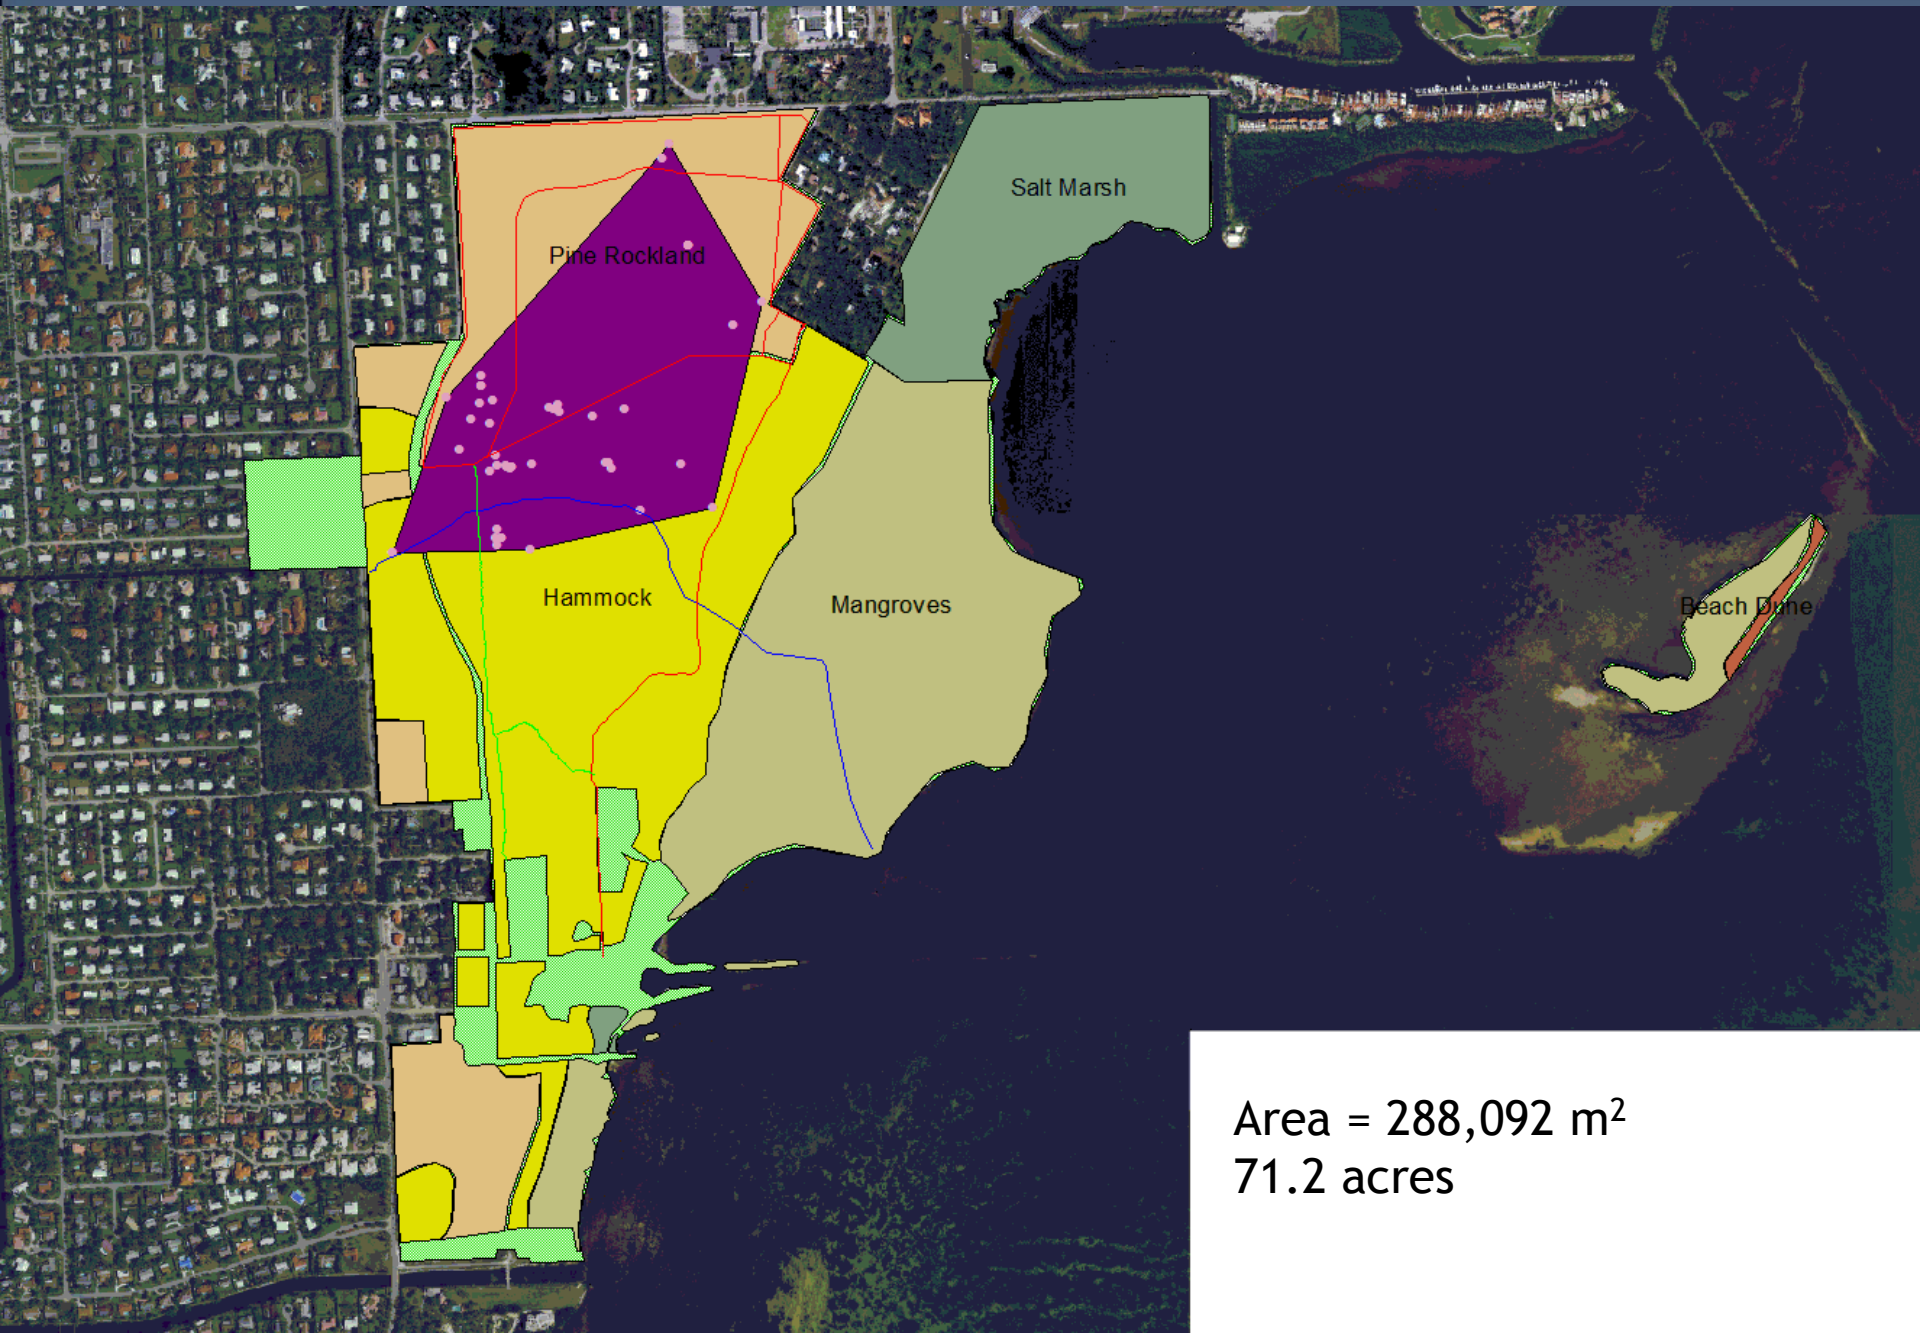 Salt Marsh
Pine Rockland
Hammock
Mangroves
Beach Dune
Area = 288,092 m²
71.2 acres